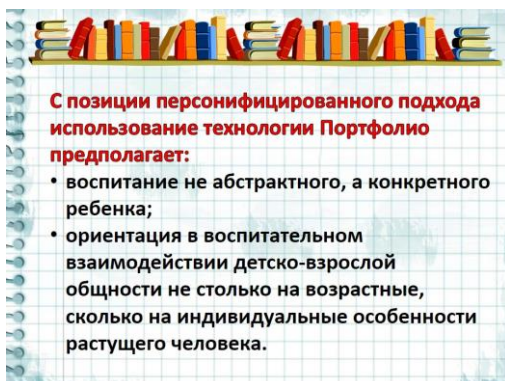 С позиции персонифицированного подхода
использование технологии Портфолио
предполагает:
• воспитание не абстрактного, а конкретного
ребенка;
• ориентация в воспитательном
взаимодействии детско-взрослой
общности не столько на возрастные,
сколько на индивидуальные особенности
растущего человека.